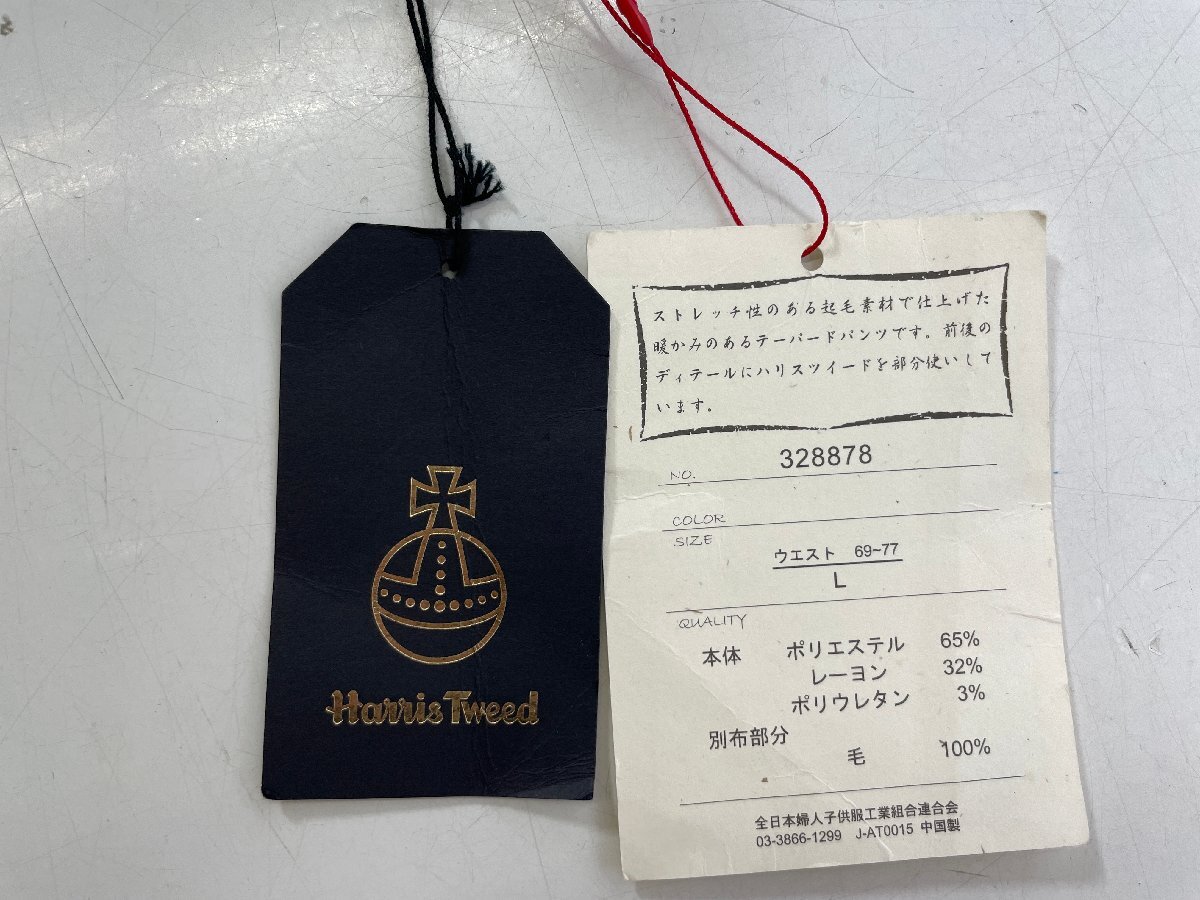 Harris Tweed
ストレッチ性のある起毛素材で仕上げた
暖かみのあるテーパードパンツです。前後の
ディテールにハリスツイードを部分使いして
います。
NO. 328878
COLOR
SIZE
ウエスト 69~77
L
QUALITY
本体 ポリエステル 65%
レーヨン 32%
ポリウレタン 3%
別布部分
毛 100%
全日本婦人子供服工業組合連合会
03-3866-1299 J-AT0015 中国製